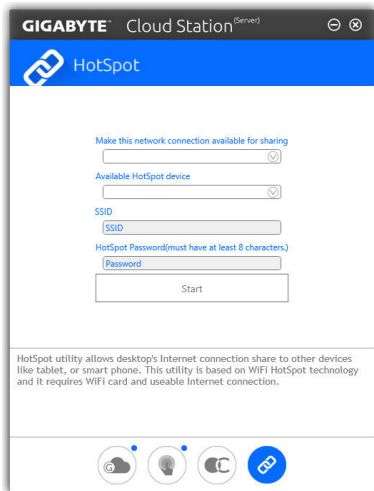 GIGABYTE™ Cloud Station (Server)
HotSpot
Make this network connection available for sharing
Available HotSpot device
SSID
SSID
HotSpot Password(must have at least 8 characters.)
Password
Start
HotSpot utility allows desktop's Internet connection share to other devices
like tablet, or smart phone. This utility is based on WiFi HotSpot technology
and it requires WiFi card and useable Internet connection.